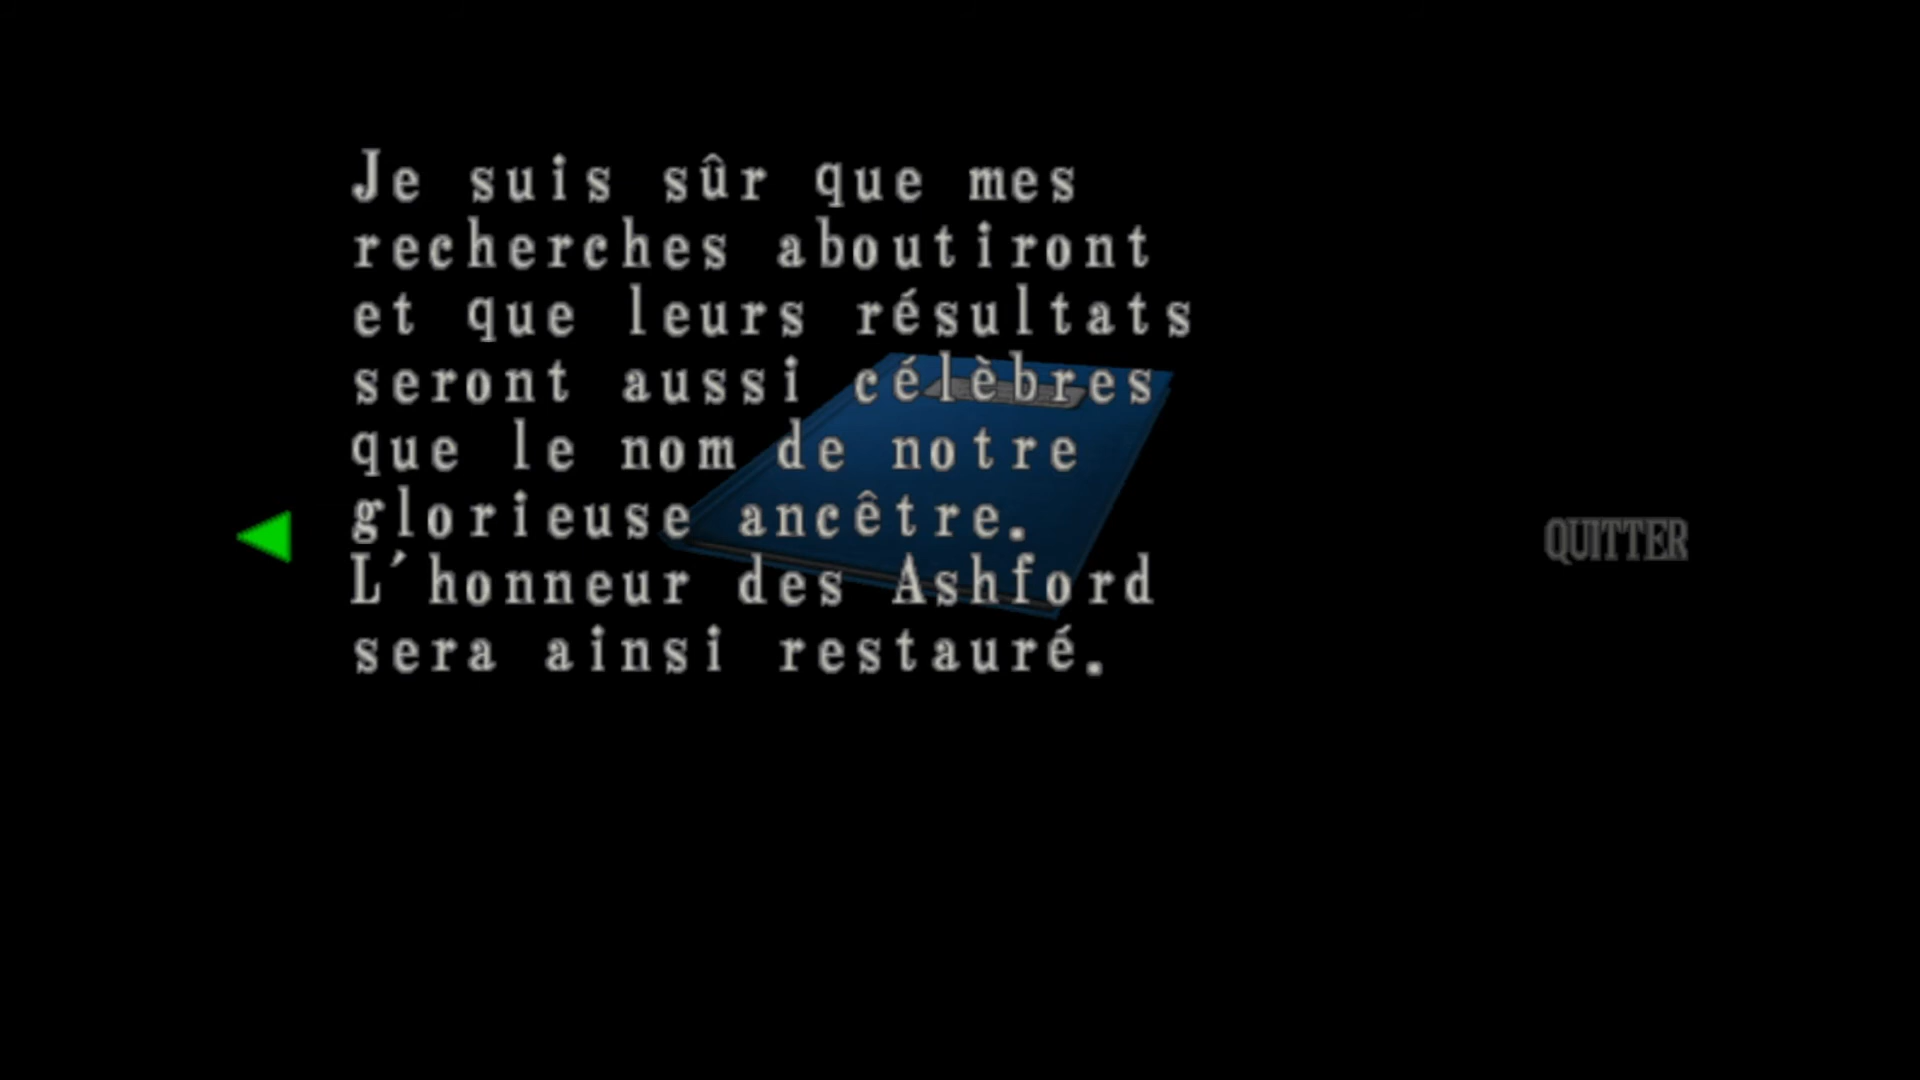 Je suis sûr que mes
recherches aboutiront
et que leurs résultats
seront aussi célèbres
que le nom de notre
glorieuse ancêtre.
L'honneur des Ashford
sera ainsi restauré.
QUITTER